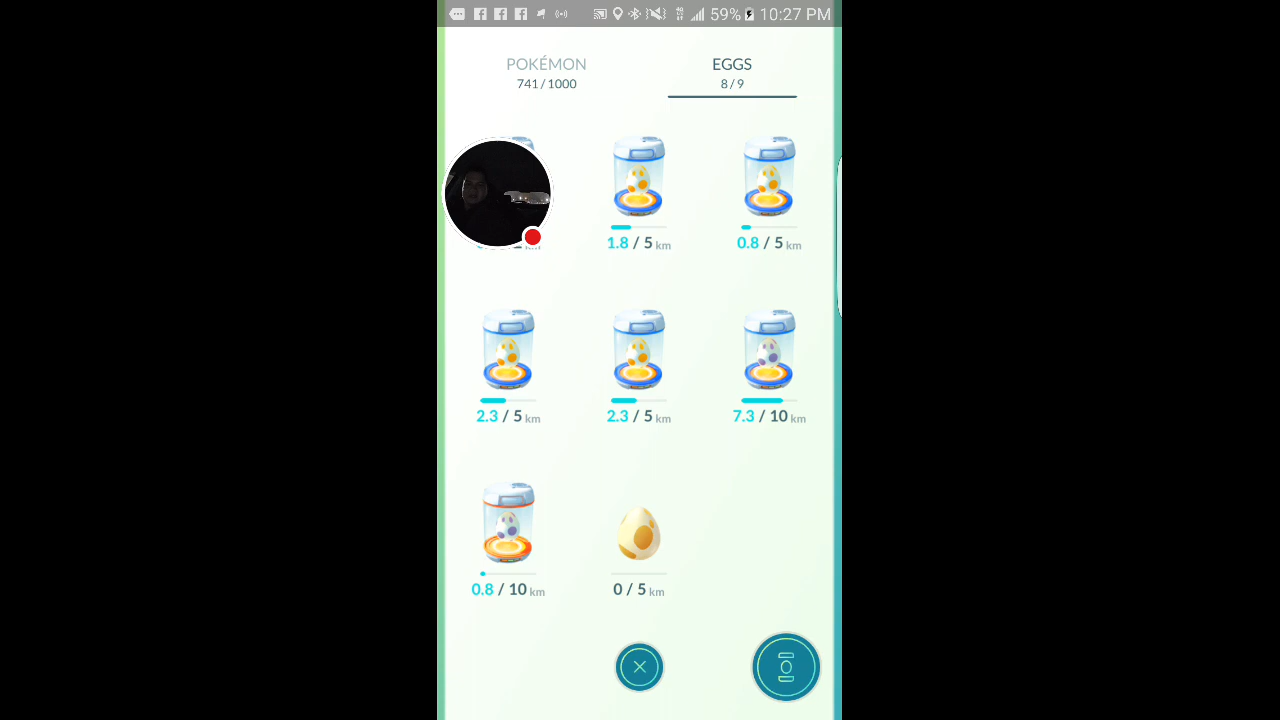 59% 10:27 PM
POKÉMON EGGS
741/1000 8/9
1.8 / 5 km 0.8 / 5 km
2.3 / 5 km 2.3 / 5 km 7.3 / 10 km
0.8 / 10 km 0 / 5 km